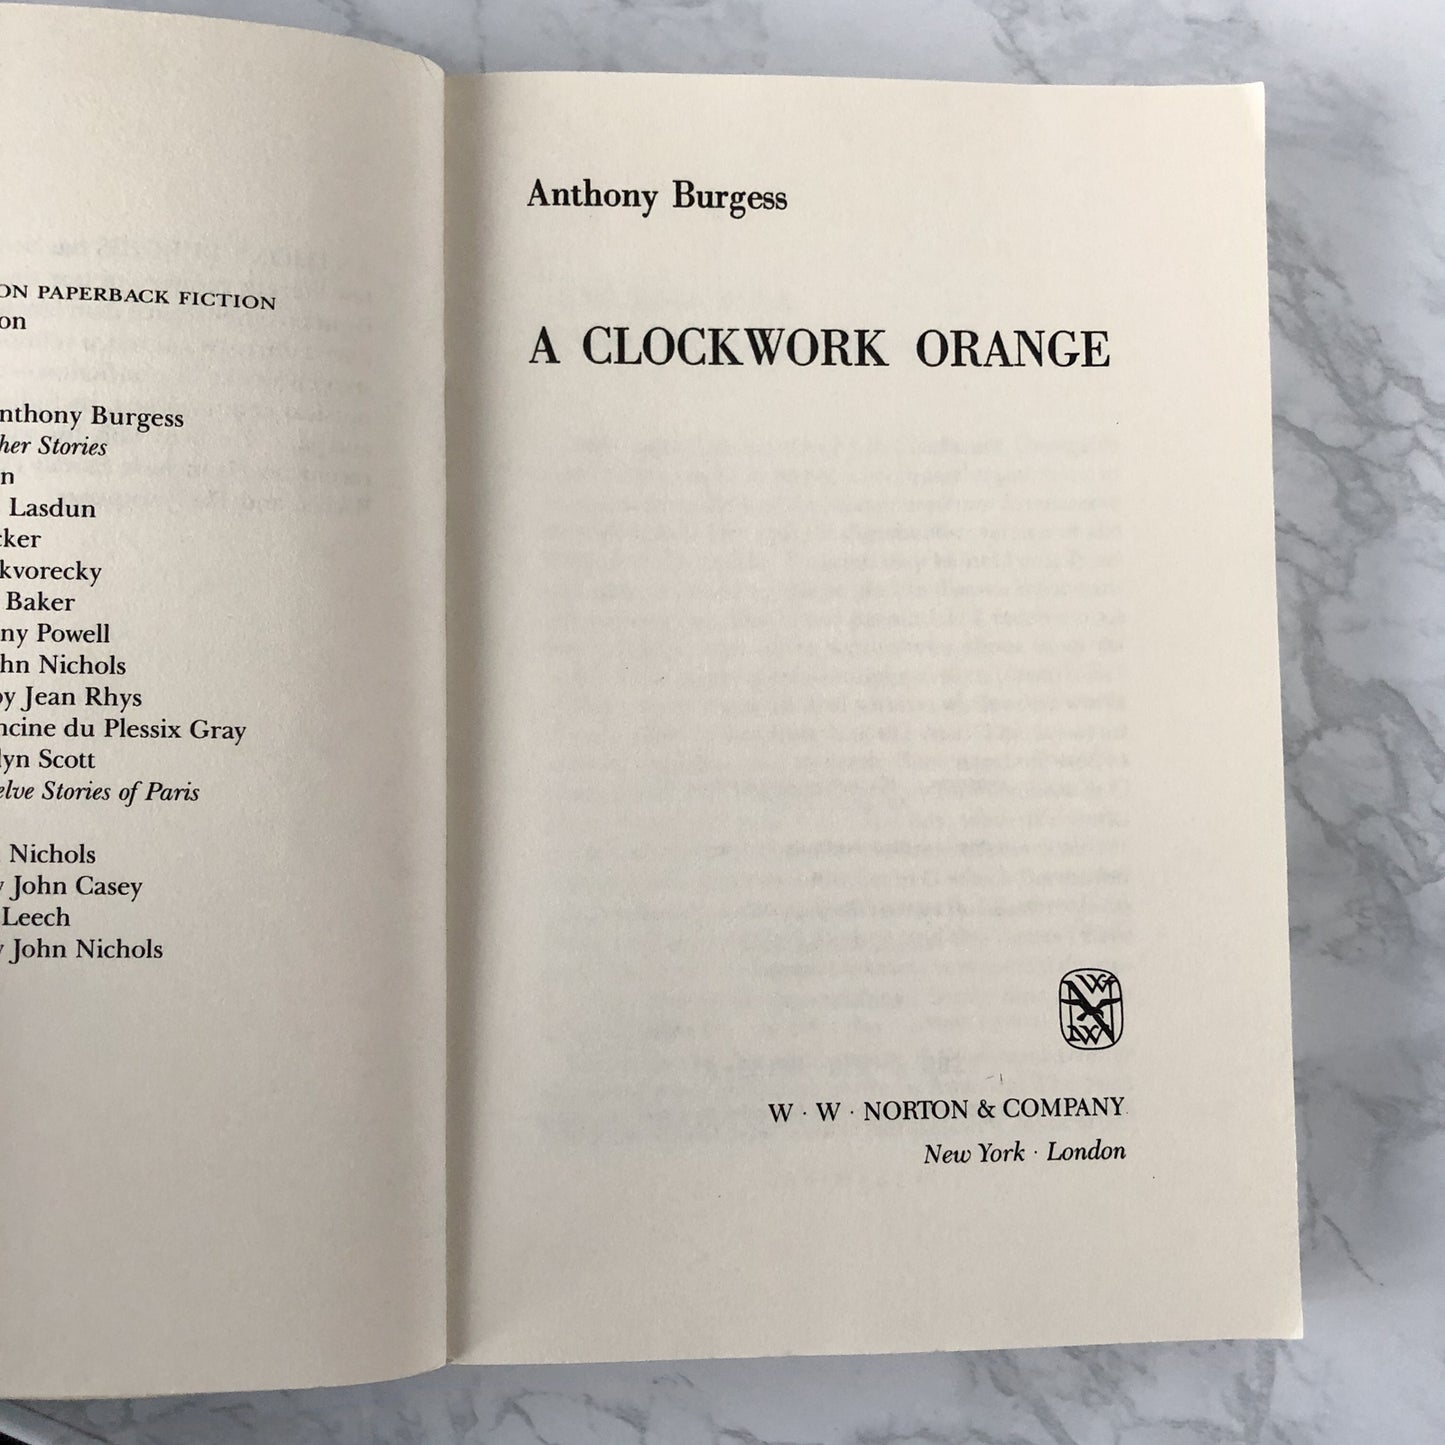 ON PAPERBACK FICTION
on
nthony Burgess
her Stories
n
Lasdun
cker
kvorecky
Baker
ny Powell
hn Nichols
by Jean Rhys
ncine du Plessix Gray
lyn Scott
elve Stories of Paris
Nichols
y John Casey
Leech
y John Nichols
Anthony Burgess
A CLOCKWORK ORANGE
W · W · NORTON & COMPANY
New York · London